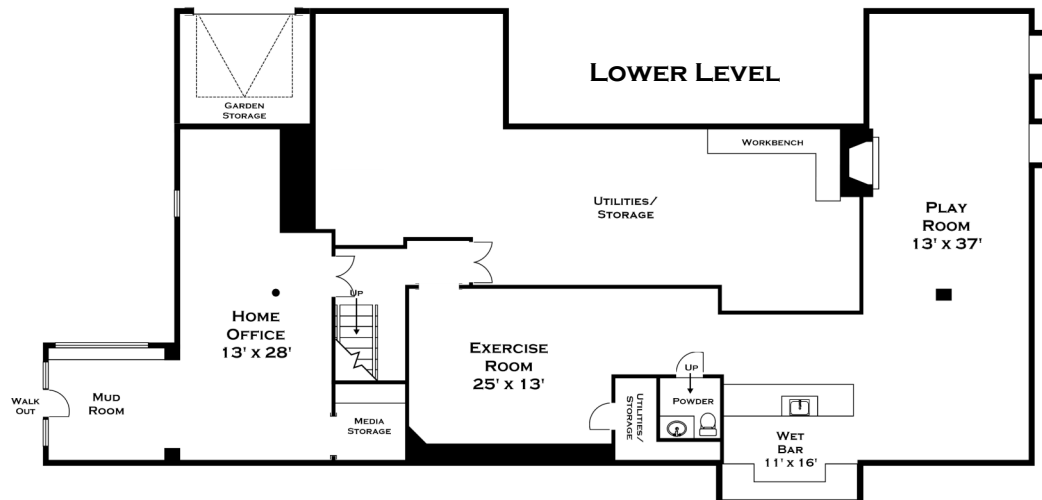 LOWER LEVEL
GARDEN
STORAGE
WORKBENCH
UTILITIES/
STORAGE
PLAY
ROOM
13' x 37'
UP
HOME
OFFICE
13' x 28'
EXERCISE
ROOM
25' x 13'
UP
POWDER
WALK
OUT
MUD
ROOM
MEDIA
STORAGE
UTILITIES/
STORAGE
WET
BAR
11' x 16'